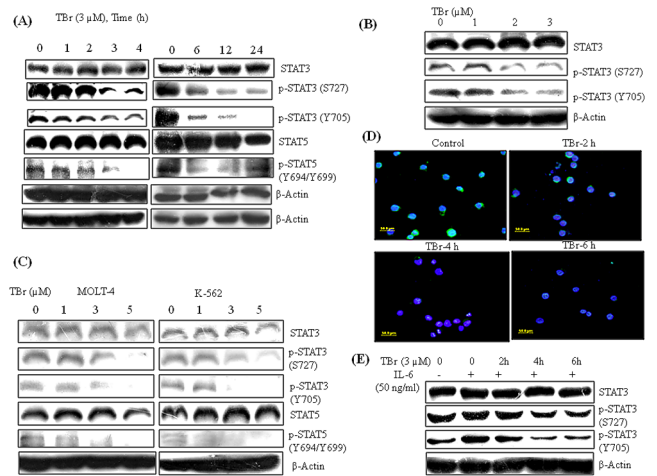 (A)
TBr (3 µM), Time (h)
0 1 2 3 4 0 6 12 24
STAT3
p-STAT3 (S727)
p-STAT3 (Y705)
STAT5
p-STAT5
(Y694/Y699)
β-Actin
β-Actin
(B)
TBr (µM)
0 1 2 3
STAT3
p-STAT3 (S727)
p-STAT3 (Y705)
β-Actin
(C)
TBr (µM) MOLT-4 K-562
0 1 3 5 0 1 3 5
STAT3
p-STAT3
(S727)
p-STAT3
(Y705)
STAT5
p-STAT5
(Y694/Y699)
β-Actin
(D)
Control TBr-2 h
TBr-4 h TBr-6 h
(E)
TBr (3 µM) 0 0 2h 4h 6h
IL-6 - + + + +
(50 ng/ml)
STAT3
p-STAT3
(S727)
p-STAT3
(Y705)
β-Actin